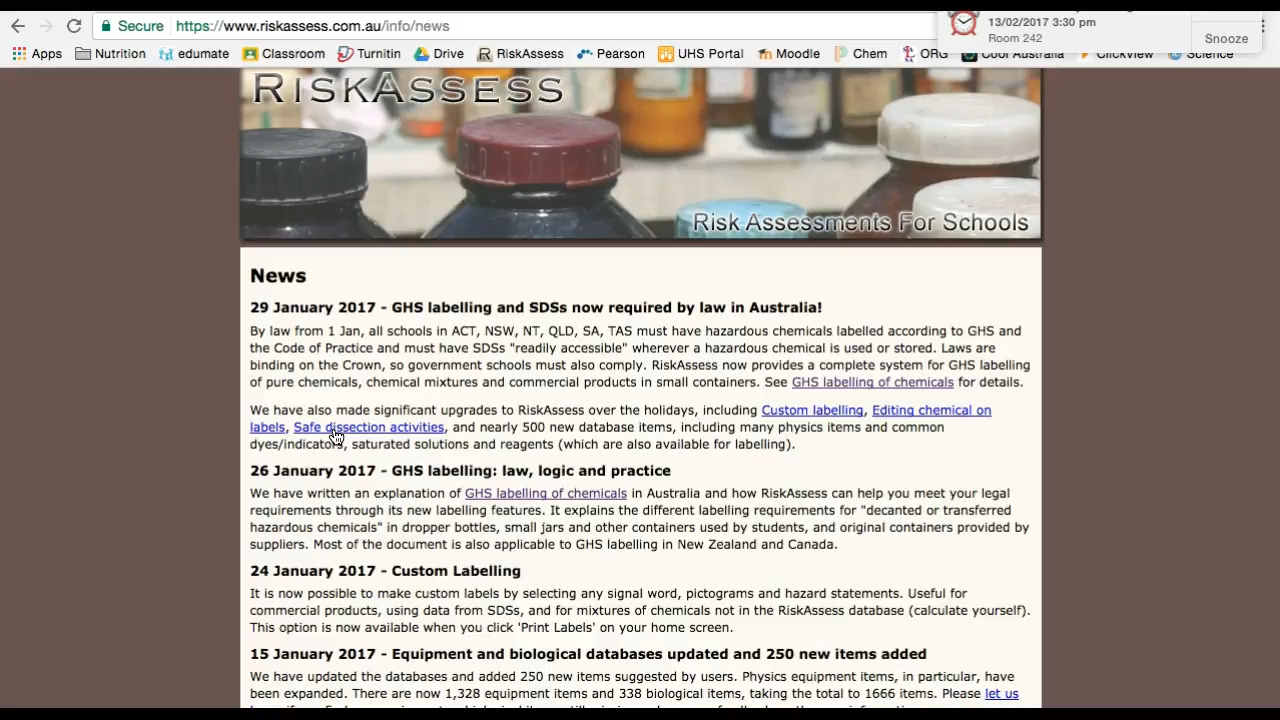 Secure
https://www.riskassess.com.au/info/news
13/02/2017 3:30 pm
Room 242
Snooze
Apps
Nutrition
edumate
Classroom
Turnitin
Drive
RiskAssess
Pearson
UHS Portal
Moodle
Chem
ORG
Cool Australia
ClickView
Science
RISKASSESS
Risk Assessments For Schools
News
29 January 2017 - GHS labelling and SDSs now required by law in Australia!
By law from 1 Jan, all schools in ACT, NSW, NT, QLD, SA, TAS must have hazardous chemicals labelled according to GHS and
the Code of Practice and must have SDSs "readily accessible" wherever a hazardous chemical is used or stored. Laws are
binding on the Crown, so government schools must also comply. RiskAssess now provides a complete system for GHS labelling
of pure chemicals, chemical mixtures and commercial products in small containers. See GHS labelling of chemicals for details.
We have also made significant upgrades to RiskAssess over the holidays, including Custom labelling, Editing chemical on
labels, Safe dissection activities, and nearly 500 new database items, including many physics items and common
dyes/indicators, saturated solutions and reagents (which are also available for labelling).
26 January 2017 - GHS labelling: law, logic and practice
We have written an explanation of GHS labelling of chemicals in Australia and how RiskAssess can help you meet your legal
requirements through its new labelling features. It explains the different labelling requirements for "decanted or transferred
hazardous chemicals" in dropper bottles, small jars and other containers used by students, and original containers provided by
suppliers. Most of the document is also applicable to GHS labelling in New Zealand and Canada.
24 January 2017 - Custom Labelling
It is now possible to make custom labels by selecting any signal word, pictograms and hazard statements. Useful for
commercial products, using data from SDSs, and for mixtures of chemicals not in the RiskAssess database (calculate yourself).
This option is now available when you click 'Print Labels' on your home screen.
15 January 2017 - Equipment and biological databases updated and 250 new items added
We have updated the databases and added 250 new items suggested by users. Physics equipment items, in particular, have
been expanded. There are now 1,328 equipment items and 338 biological items, taking the total to 1666 items. Please let us